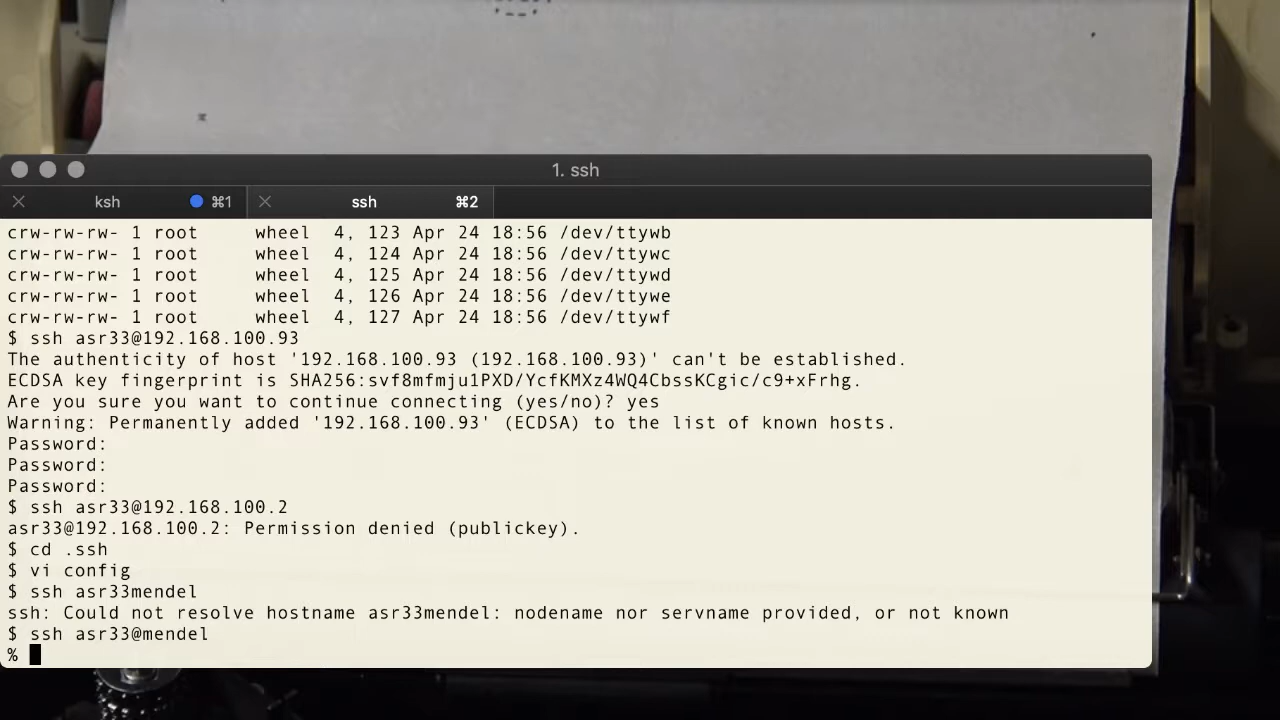 1. ssh
ksh ⌘1 ssh ⌘2
crw-rw-rw- 1 root wheel 4, 123 Apr 24 18:56 /dev/ttywb
crw-rw-rw- 1 root wheel 4, 124 Apr 24 18:56 /dev/ttywc
crw-rw-rw- 1 root wheel 4, 125 Apr 24 18:56 /dev/ttywd
crw-rw-rw- 1 root wheel 4, 126 Apr 24 18:56 /dev/ttywe
crw-rw-rw- 1 root wheel 4, 127 Apr 24 18:56 /dev/ttywf
$ ssh asr33@192.168.100.93
The authenticity of host '192.168.100.93 (192.168.100.93)' can't be established.
ECDSA key fingerprint is SHA256:svf8mfmju1PXD/YcfKMXz4WQ4CbssKCgic/c9+xFrhg.
Are you sure you want to continue connecting (yes/no)? yes
Warning: Permanently added '192.168.100.93' (ECDSA) to the list of known hosts.
Password:
Password:
Password:
$ ssh asr33@192.168.100.2
asr33@192.168.100.2: Permission denied (publickey).
$ cd .ssh
$ vi config
$ ssh asr33mendel
ssh: Could not resolve hostname asr33mendel: nodename nor servname provided, or not known
$ ssh asr33@mendel
%